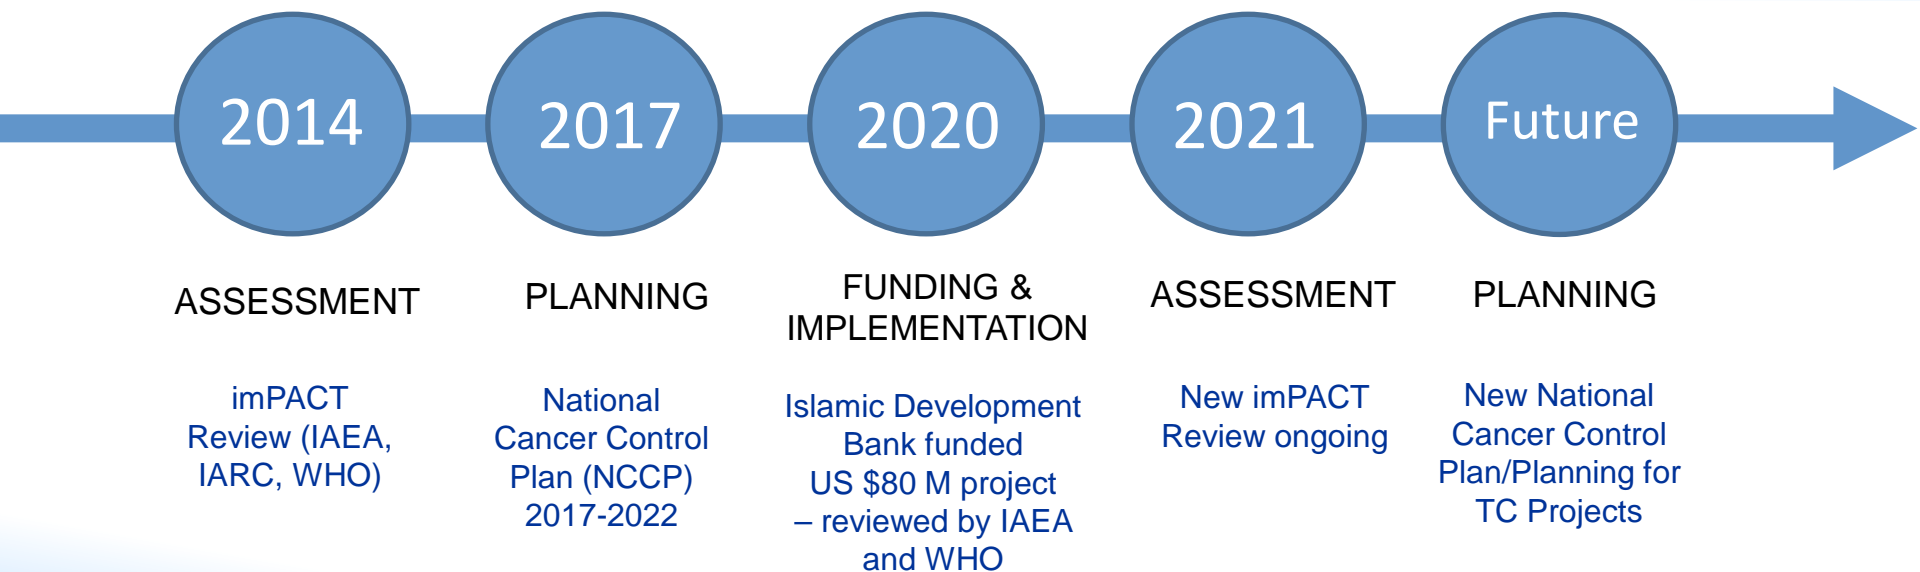 2014
2017
2020
2021
Future
ASSESSMENT
PLANNING
FUNDING &
IMPLEMENTATION
ASSESSMENT
PLANNING
imPACT
Review (IAEA,
IARC, WHO)
National
Cancer Control
Plan (NCCP)
2017-2022
Islamic Development
Bank funded
US $80 M project
– reviewed by IAEA
and WHO
New imPACT
Review ongoing
New National
Cancer Control
Plan/Planning for
TC Projects